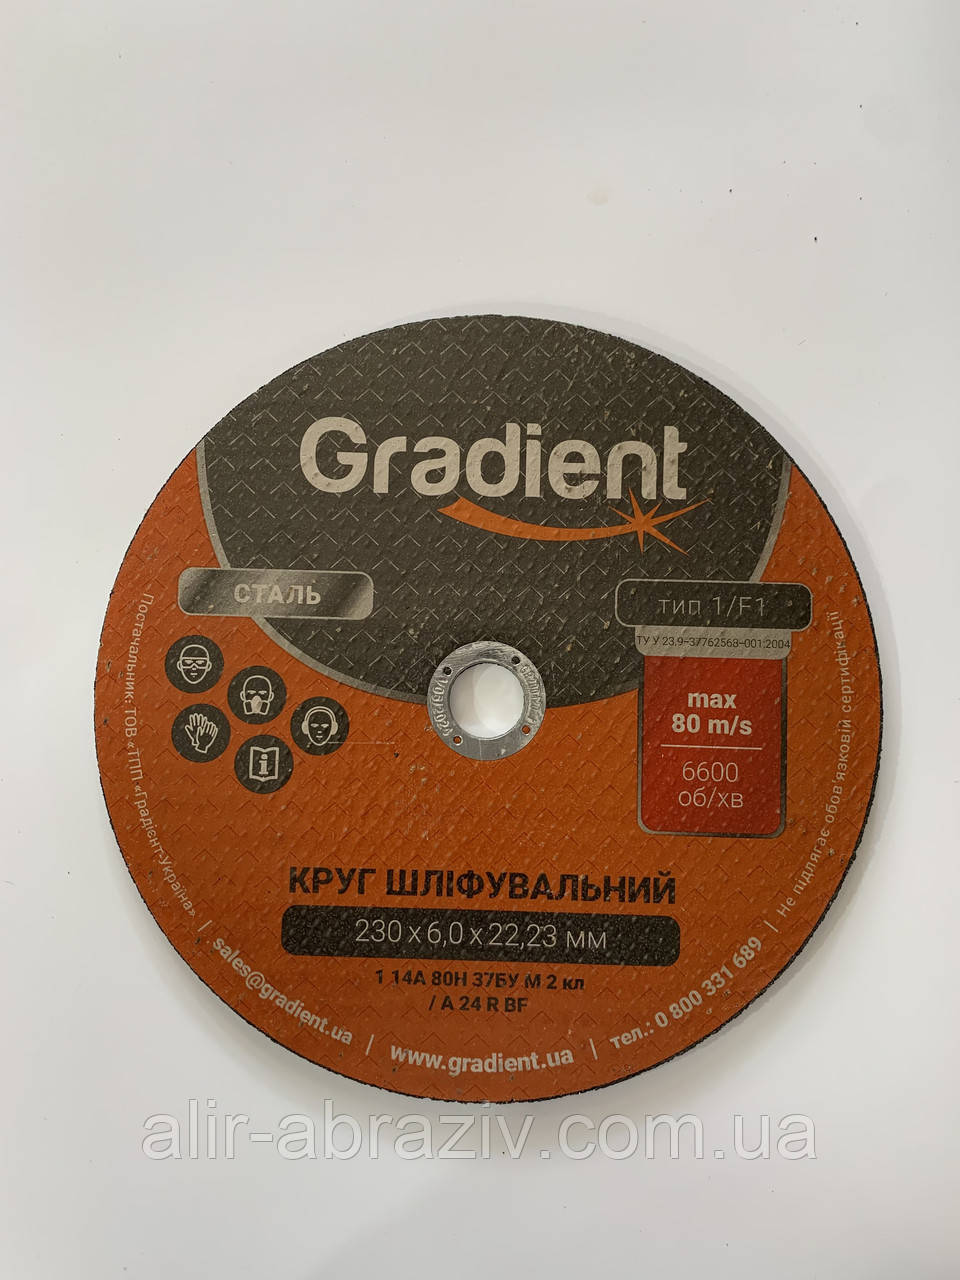 Gradient
СТАЛЬ
тип 1/F1
ТУ У 23.9-37762568-001:2004
max
80 m/s
6600
об/хв
КРУГ ШЛІФУВАЛЬНИЙ
230 x 6,0 x 22,23 мм
1 14А 80Н 37БУ М 2 кл
/ A 24 R BF
Постачальник: ТОВ «ТПП «Градієнт-Україна» | sales@gradient.ua | www.gradient.ua | тел.: 0 800 331 689 | Не підлягає обов'язковій сертифікації
V05/202
alir-abraziv.com.ua